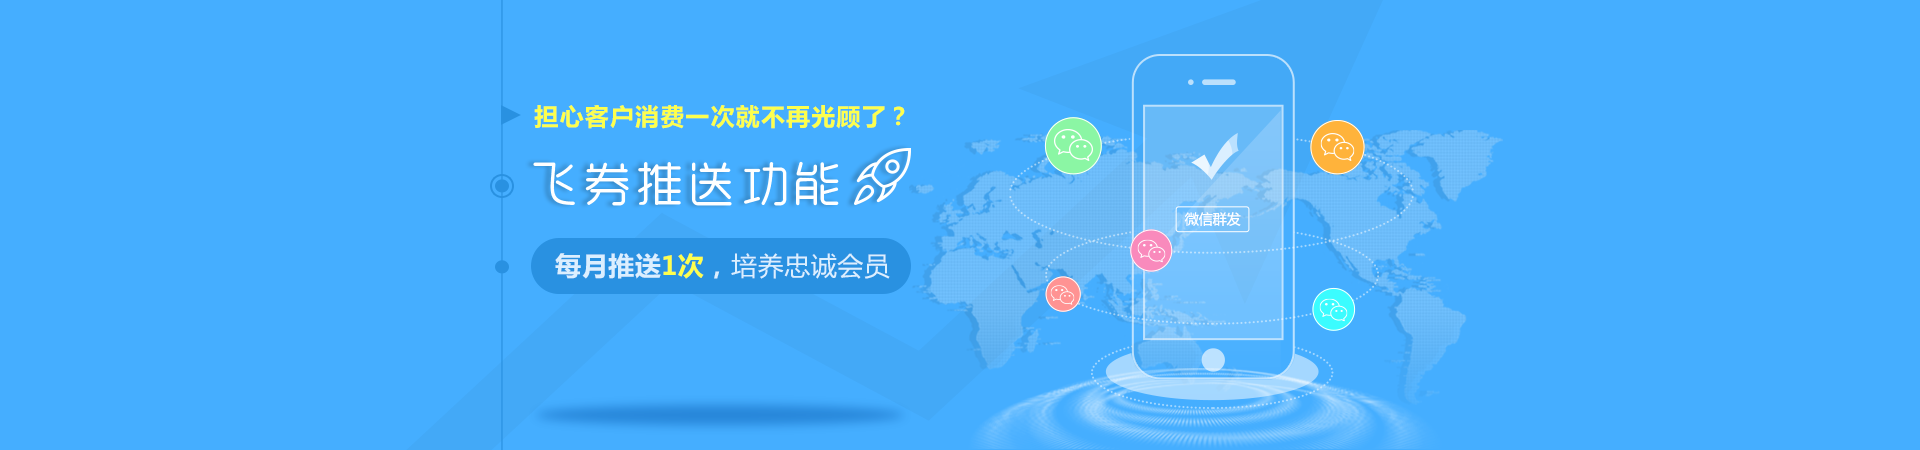 担心客户消费一次就不再光顾了？
飞券推送功能
每月推送1次，培养忠诚会员
微信群发